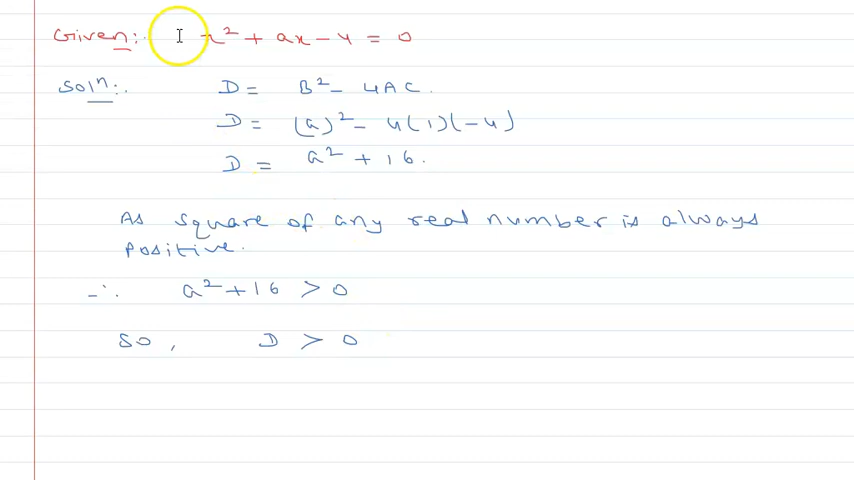 Given: x² + ax - 4 = 0
Solⁿ: D = B² - 4AC.
D = (a)² - 4(1)(-4)
D = a² + 16.
As square of any real number is always
positive.
∴ a² + 16 > 0
So, D > 0